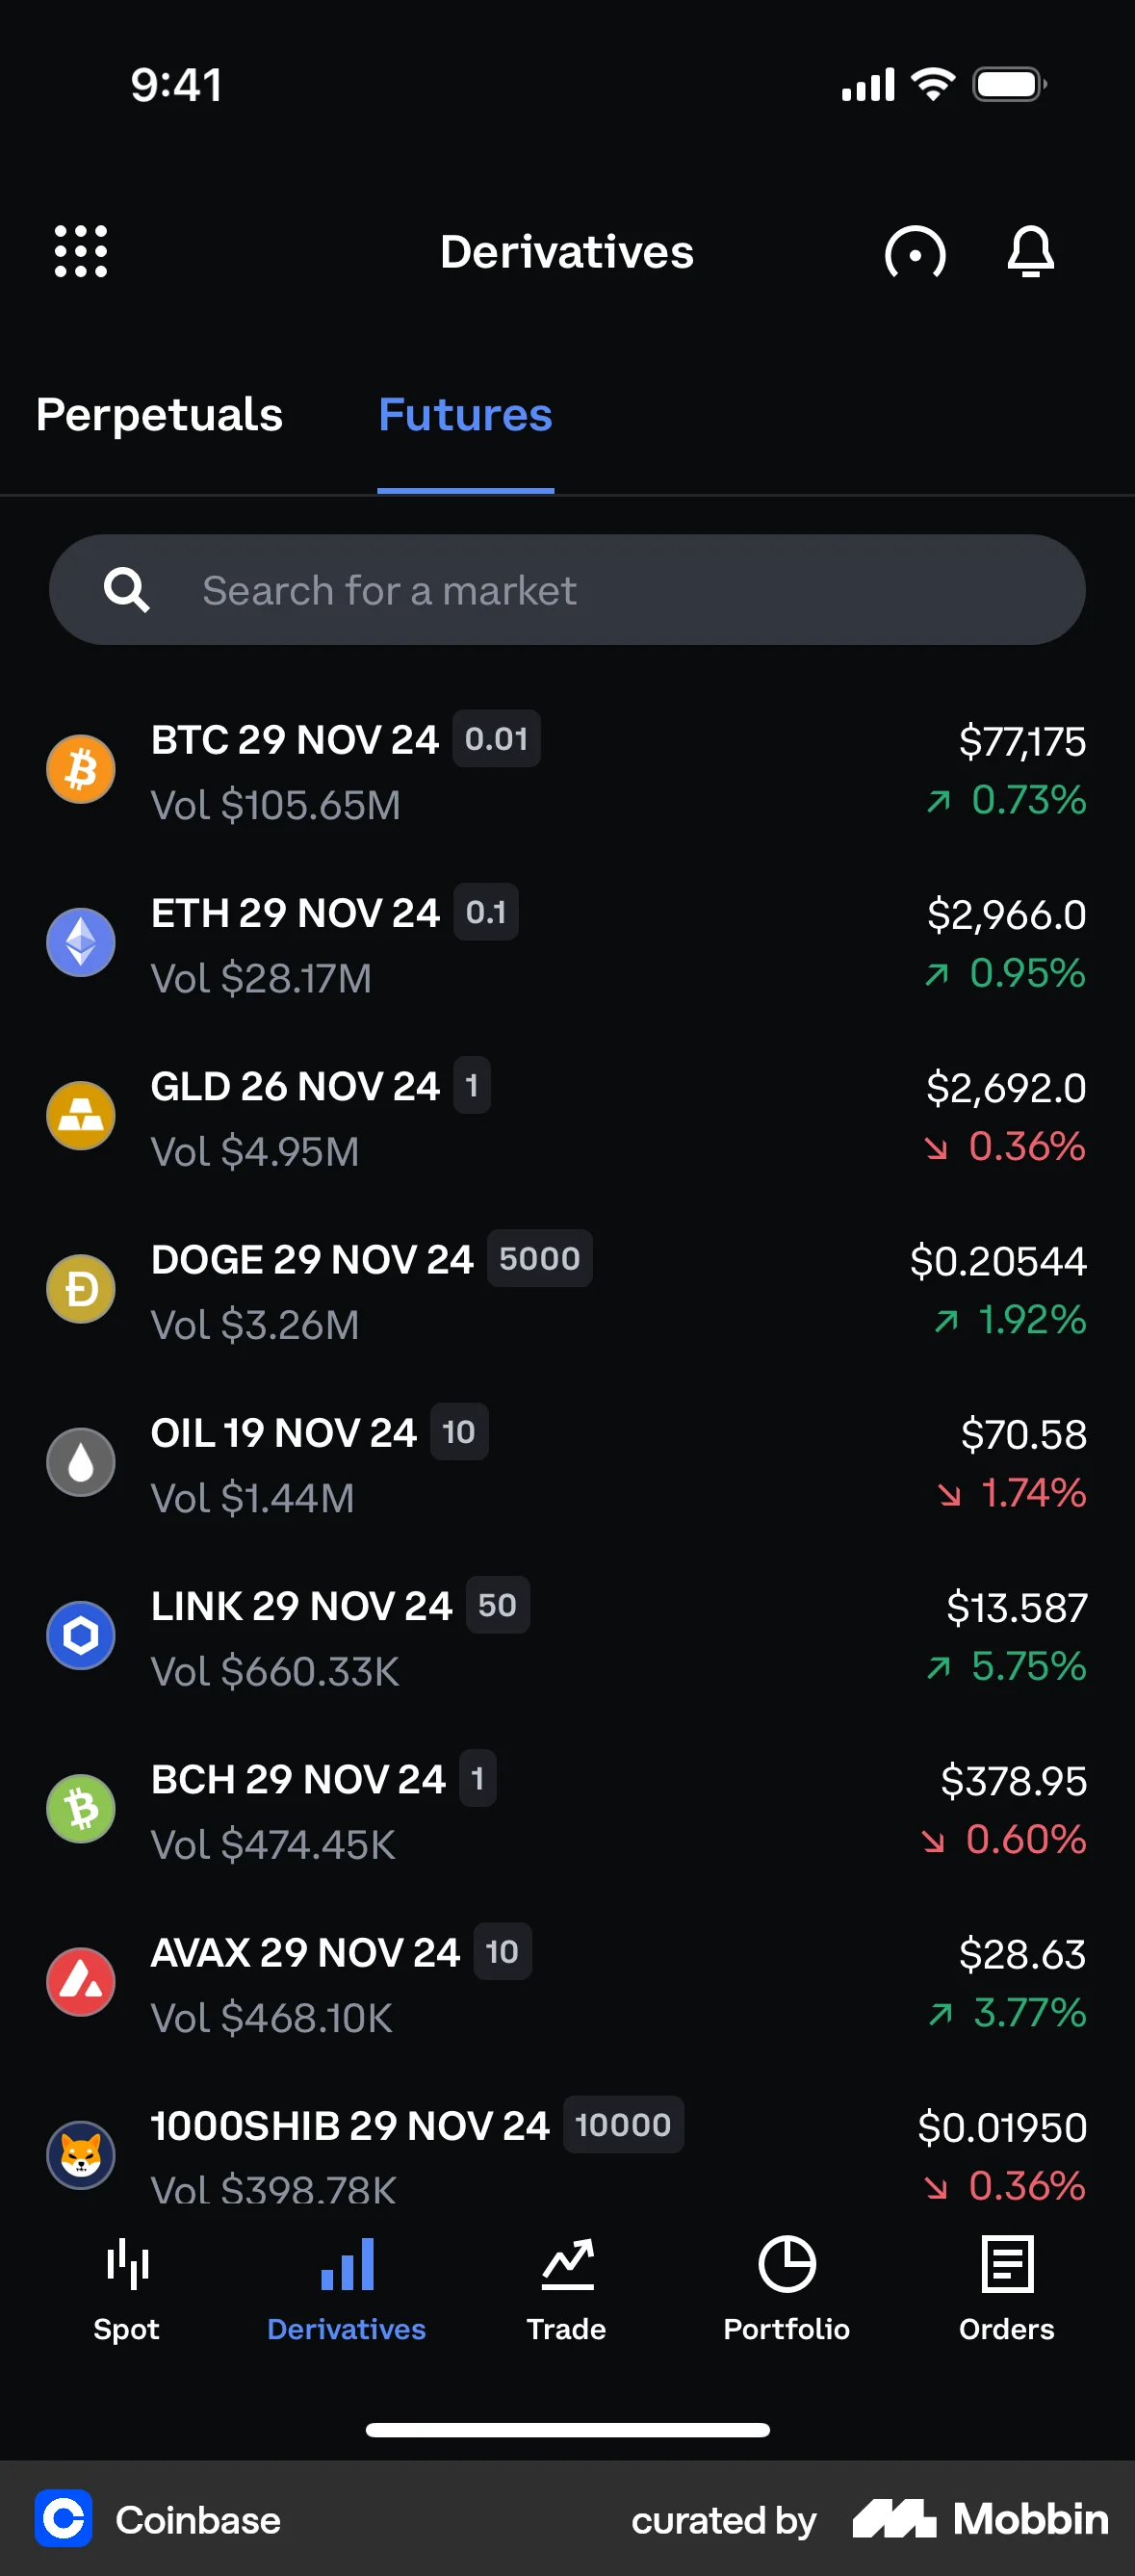 9:41
Derivatives
Perpetuals Futures
Search for a market
BTC 29 NOV 24 0.01 $77,175
Vol $105.65M 0.73%
ETH 29 NOV 24 0.1 $2,966.0
Vol $28.17M 0.95%
GLD 26 NOV 24 1 $2,692.0
Vol $4.95M 0.36%
DOGE 29 NOV 24 5000 $0.20544
Vol $3.26M 1.92%
OIL 19 NOV 24 10 $70.58
Vol $1.44M 1.74%
LINK 29 NOV 24 50 $13.587
Vol $660.33K 5.75%
BCH 29 NOV 24 1 $378.95
Vol $474.45K 0.60%
AVAX 29 NOV 24 10 $28.63
Vol $468.10K 3.77%
1000SHIB 29 NOV 24 10000 $0.01950
Vol $398.78K 0.36%
Spot Derivatives Trade Portfolio Orders
Coinbase curated by Mobbin